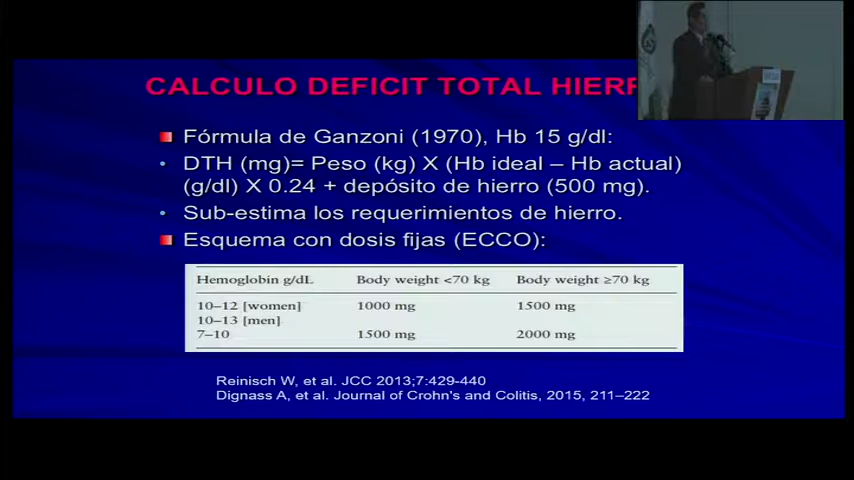 CALCULO DEFICIT TOTAL HIERR
Fórmula de Ganzoni (1970), Hb 15 g/dl:
DTH (mg)= Peso (kg) X (Hb ideal – Hb actual)
(g/dl) X 0.24 + depósito de hierro (500 mg).
Sub-estima los requerimientos de hierro.
Esquema con dosis fijas (ECCO):
Hemoglobin g/dL Body weight <70 kg Body weight ≥70 kg
10–12 [women] 1000 mg 1500 mg
10–13 [men]
7–10 1500 mg 2000 mg
Reinisch W, et al. JCC 2013;7:429-440
Dignass A, et al. Journal of Crohn's and Colitis, 2015, 211–222